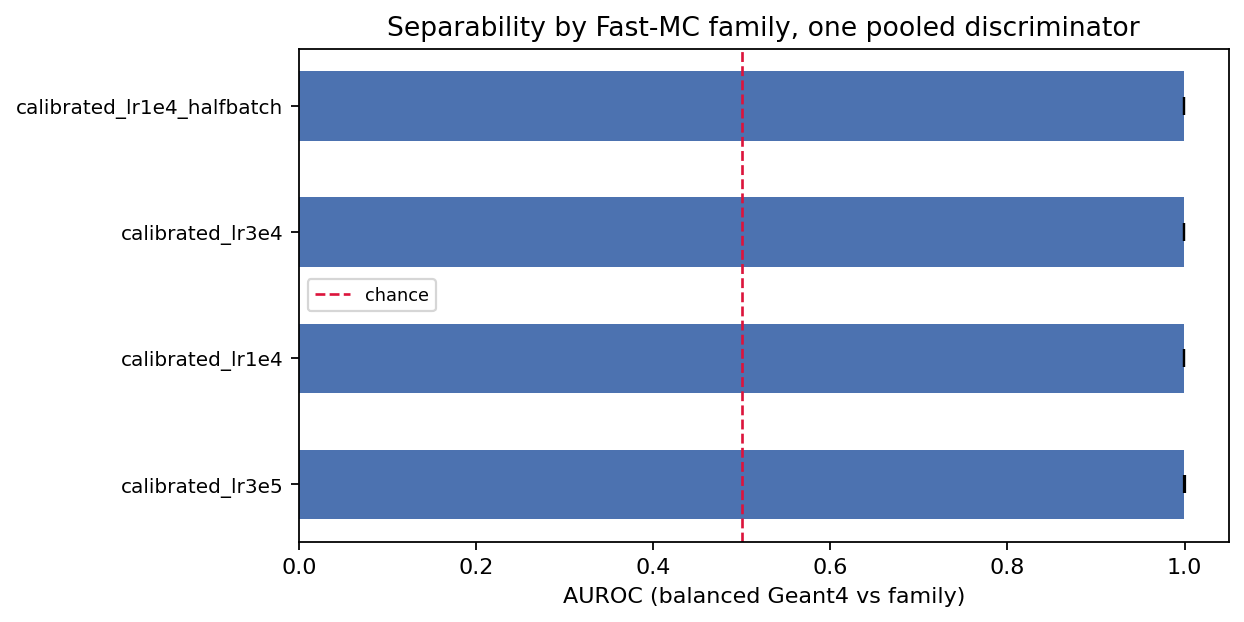 Separability by Fast-MC family, one pooled discriminator
calibrated_lr1e4_halfbatch
calibrated_lr3e4
chance
calibrated_lr1e4
calibrated_lr3e5
0.0 0.2 0.4 0.6 0.8 1.0
AUROC (balanced Geant4 vs family)